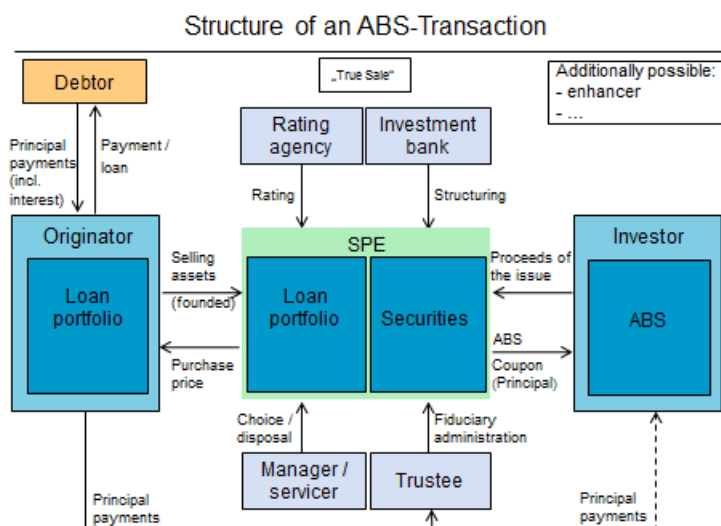 Structure of an ABS-Transaction
Debtor
„True Sale“
Additionally possible:
- enhancer
- ...
Principal
payments
(incl.
interest)
Payment /
loan
Rating
agency
Investment
bank
Rating
Structuring
Originator
Loan
portfolio
Selling
assets
(founded)
Purchase
price
SPE
Loan
portfolio
Securities
Proceeds of
the issue
ABS
Coupon
(Principal)
Investor
ABS
Choice /
disposal
Fiduciary
administration
Manager /
servicer
Trustee
Principal
payments
Principal
payments